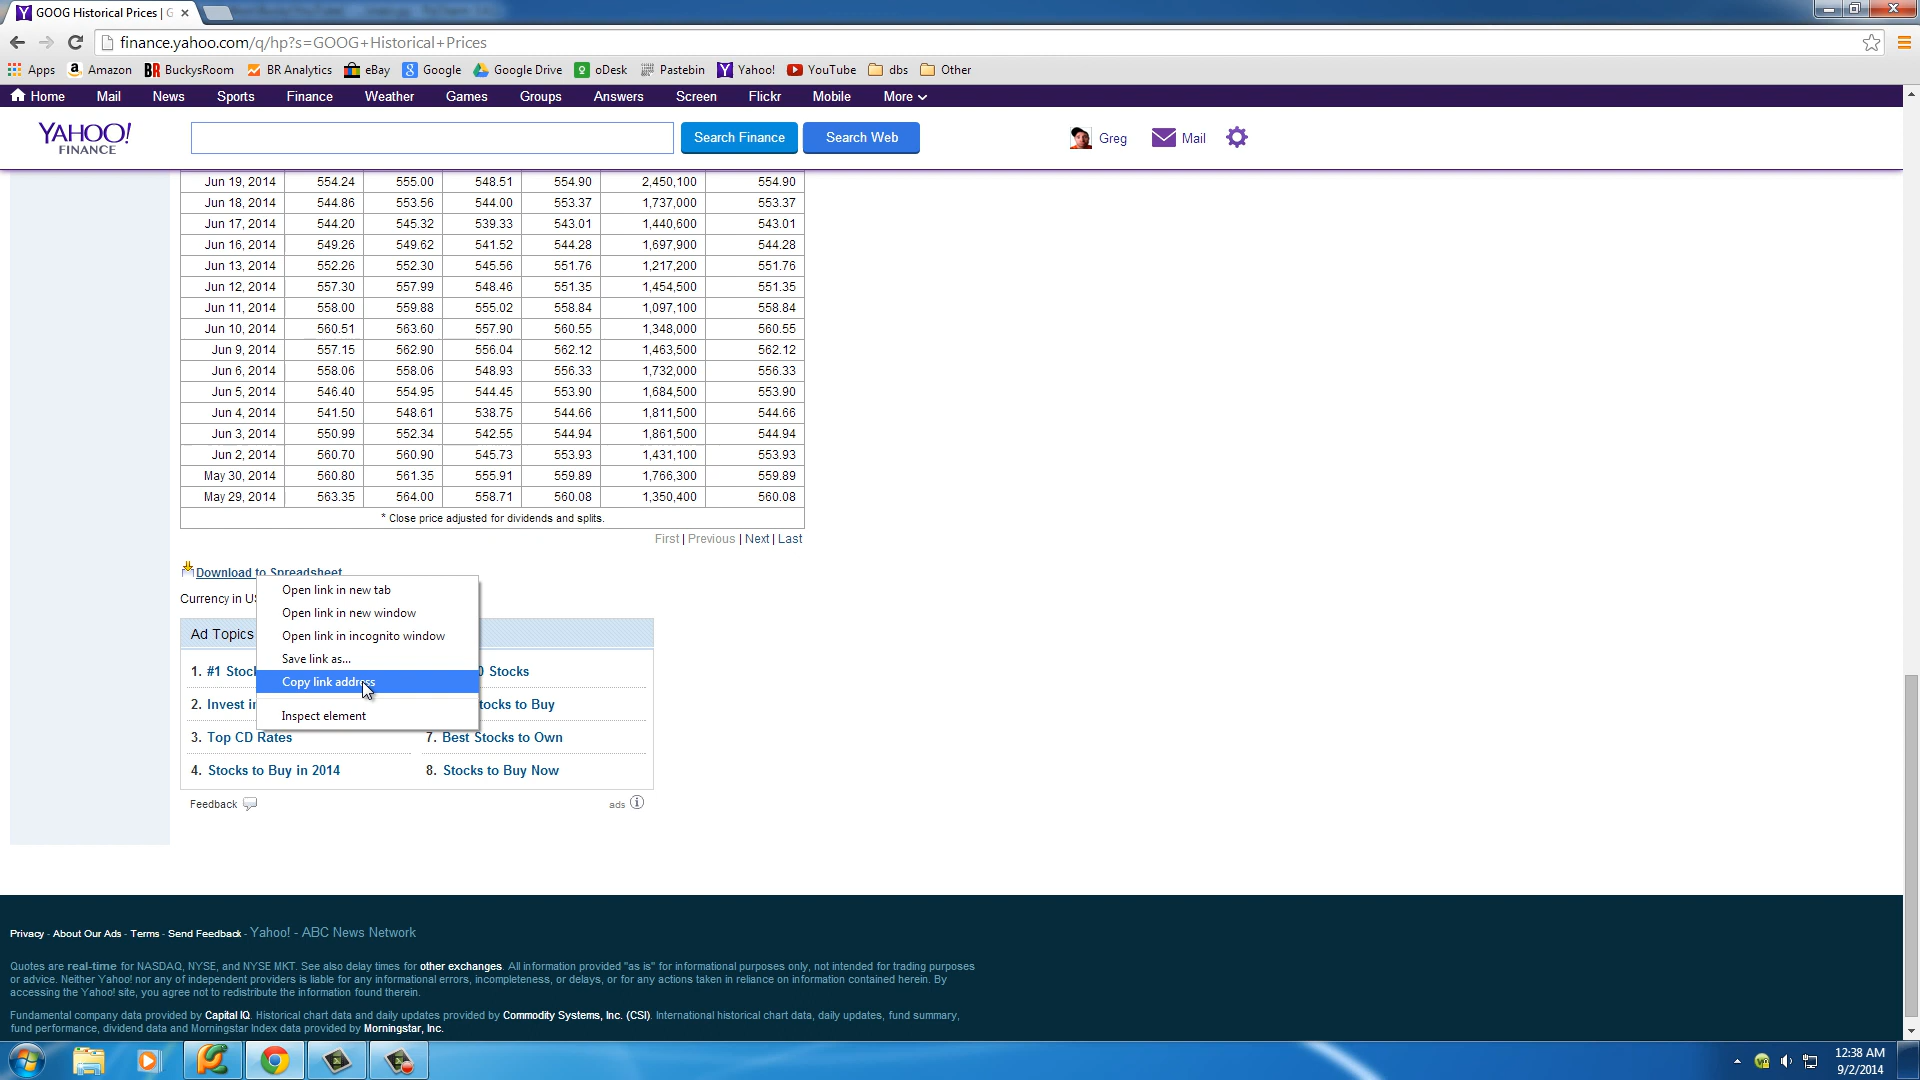 GOOG Historical Prices | G
finance.yahoo.com/q/hp?s=GOOG+Historical+Prices
Apps Amazon BuckysRoom BR Analytics eBay Google Google Drive oDesk Pastebin Yahoo! YouTube dbs Other
Home Mail News Sports Finance Weather Games Groups Answers Screen Flickr Mobile More
YAHOO! FINANCE Search Finance Search Web Greg Mail
Jun 19, 2014 554.24 555.00 548.51 554.90 2,450,100 554.90
Jun 18, 2014 544.86 553.56 544.00 553.37 1,737,000 553.37
Jun 17, 2014 544.20 545.32 539.33 543.01 1,440,600 543.01
Jun 16, 2014 549.26 549.62 541.52 544.28 1,697,900 544.28
Jun 13, 2014 552.26 552.30 545.56 551.76 1,217,200 551.76
Jun 12, 2014 557.30 557.99 548.46 551.35 1,454,500 551.35
Jun 11, 2014 558.00 559.88 555.02 558.84 1,097,100 558.84
Jun 10, 2014 560.51 563.60 557.90 560.55 1,348,000 560.55
Jun 9, 2014 557.15 562.90 556.04 562.12 1,463,500 562.12
Jun 6, 2014 558.06 558.06 548.93 556.33 1,732,000 556.33
Jun 5, 2014 546.40 554.95 544.45 553.90 1,684,500 553.90
Jun 4, 2014 541.50 548.61 538.75 544.66 1,811,500 544.66
Jun 3, 2014 550.99 552.34 542.55 544.94 1,861,500 544.94
Jun 2, 2014 560.70 560.90 545.73 553.93 1,431,100 553.93
May 30, 2014 560.80 561.35 555.91 559.89 1,766,300 559.89
May 29, 2014 563.35 564.00 558.71 560.08 1,350,400 560.08
* Close price adjusted for dividends and splits.
First | Previous | Next | Last
Download to Spreadsheet
Open link in new tab
Currency in US
Open link in new window
Ad Topics
Open link in incognito window
Save link as...
1. #1 Stoc
Stocks
Copy link address
2. Invest in
tocks to Buy
Inspect element
3. Top CD Rates 7. Best Stocks to Own
4. Stocks to Buy in 2014 8. Stocks to Buy Now
Feedback ads
Privacy - About Our Ads - Terms - Send Feedback - Yahoo! - ABC News Network
Quotes are real-time for NASDAQ, NYSE, and NYSE MKT. See also delay times for other exchanges. All information provided "as is" for informational purposes only, not intended for trading purposes
or advice. Neither Yahoo! nor any of independent providers is liable for any informational errors, incompleteness, or delays, or for any actions taken in reliance on information contained herein. By
accessing the Yahoo! site, you agree not to redistribute the information found therein.
Fundamental company data provided by Capital IQ. Historical chart data and daily updates provided by Commodity Systems, Inc. (CSI). International historical chart data, daily updates, fund summary,
fund performance, dividend data and Morningstar Index data provided by Morningstar, Inc.
12:38 AM
9/2/2014